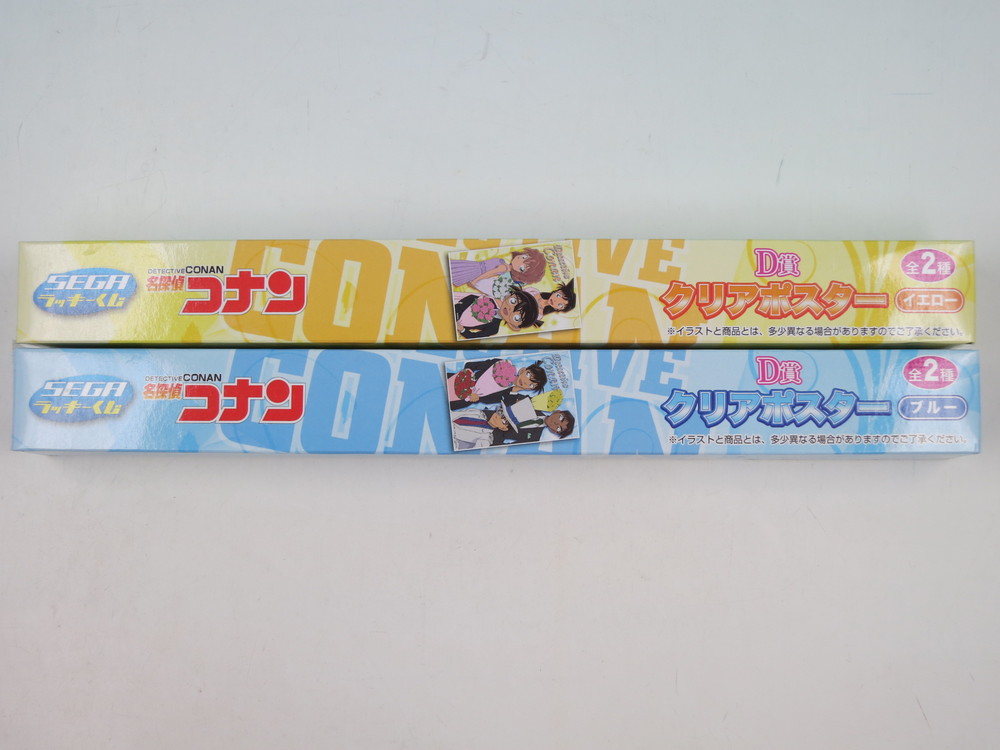 SEGA
ラッキーくじ
DETECTIVE CONAN
名探偵
コナン
CONAN
D賞
クリアポスター
全2種
イエロー
※イラストと商品とは、多少異なる場合がありますのでご了承ください。
SEGA
ラッキーくじ
DETECTIVE CONAN
名探偵
コナン
CONAN
D賞
クリアポスター
全2種
ブルー
※イラストと商品とは、多少異なる場合がありますのでご了承ください。